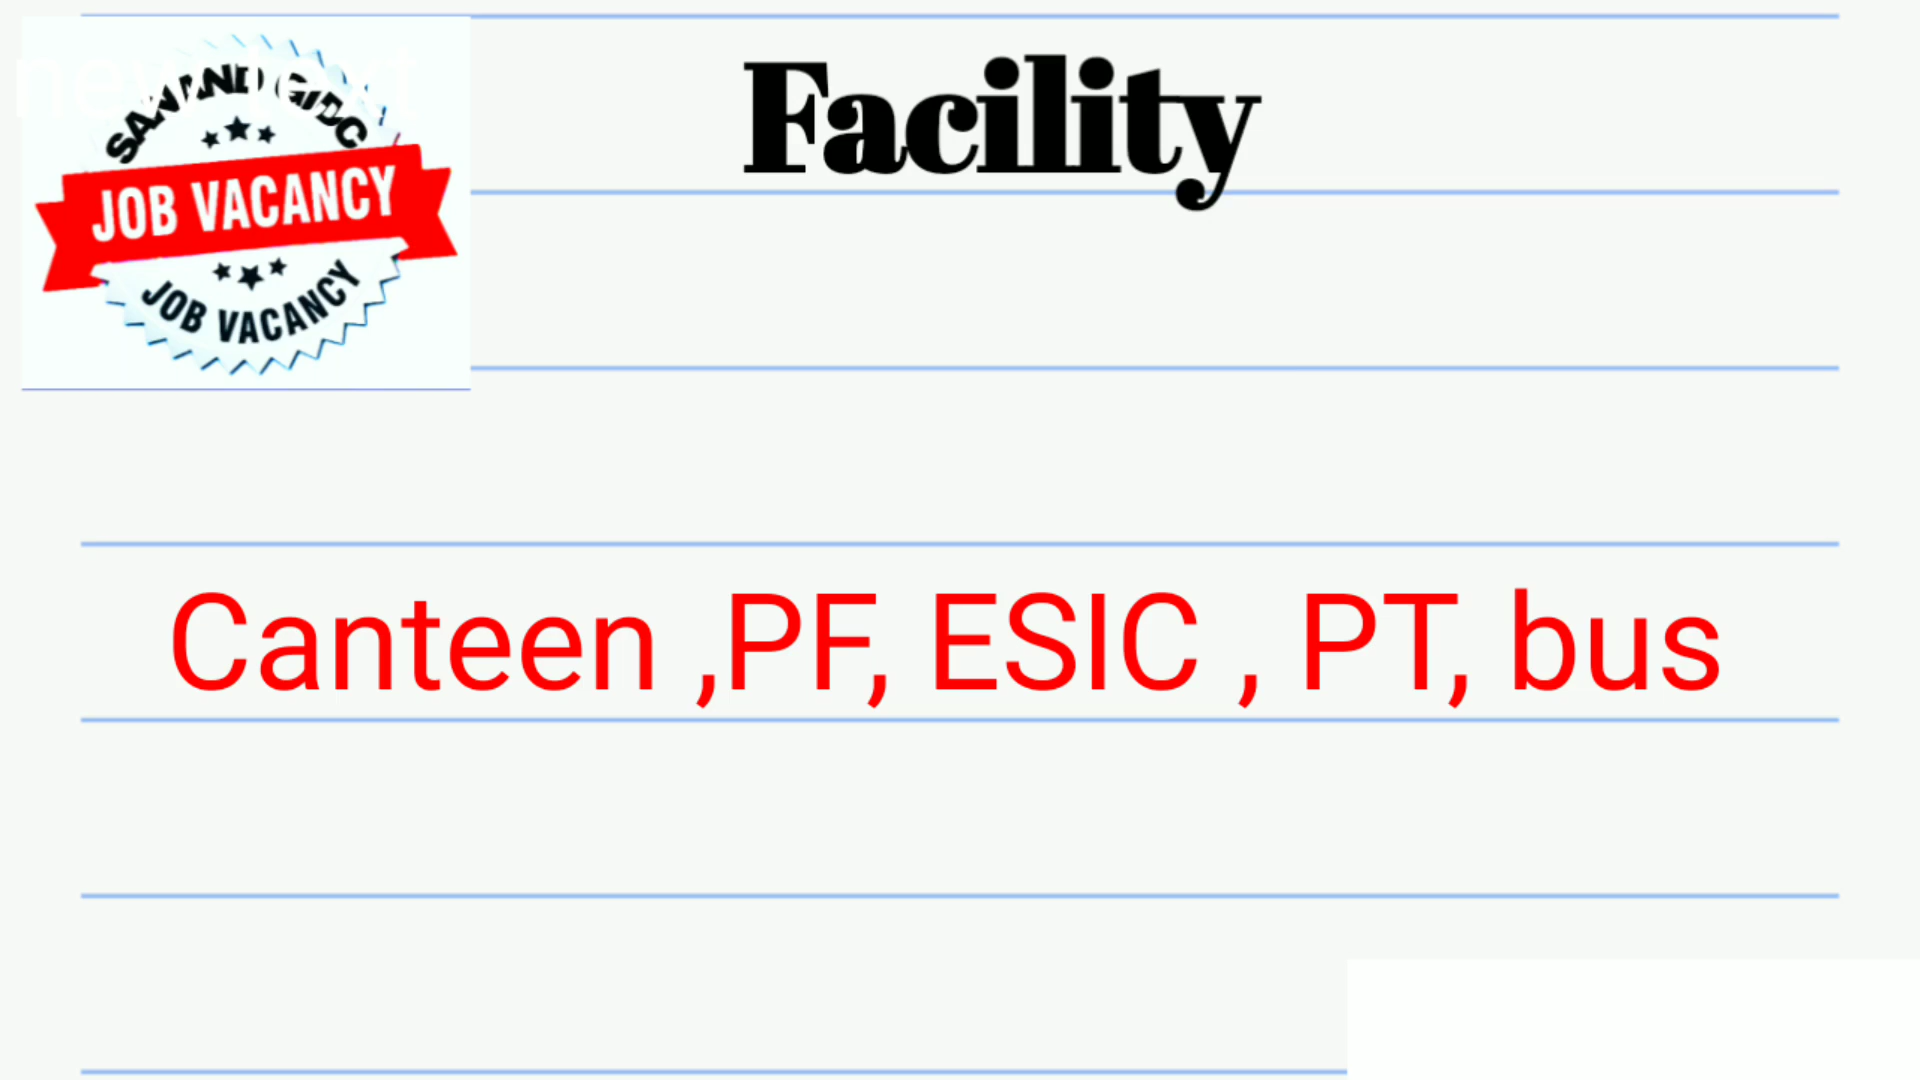 Facility
SANAND GIDC
JOB VACANCY
JOB VACANCY
Canteen ,PF, ESIC , PT, bus